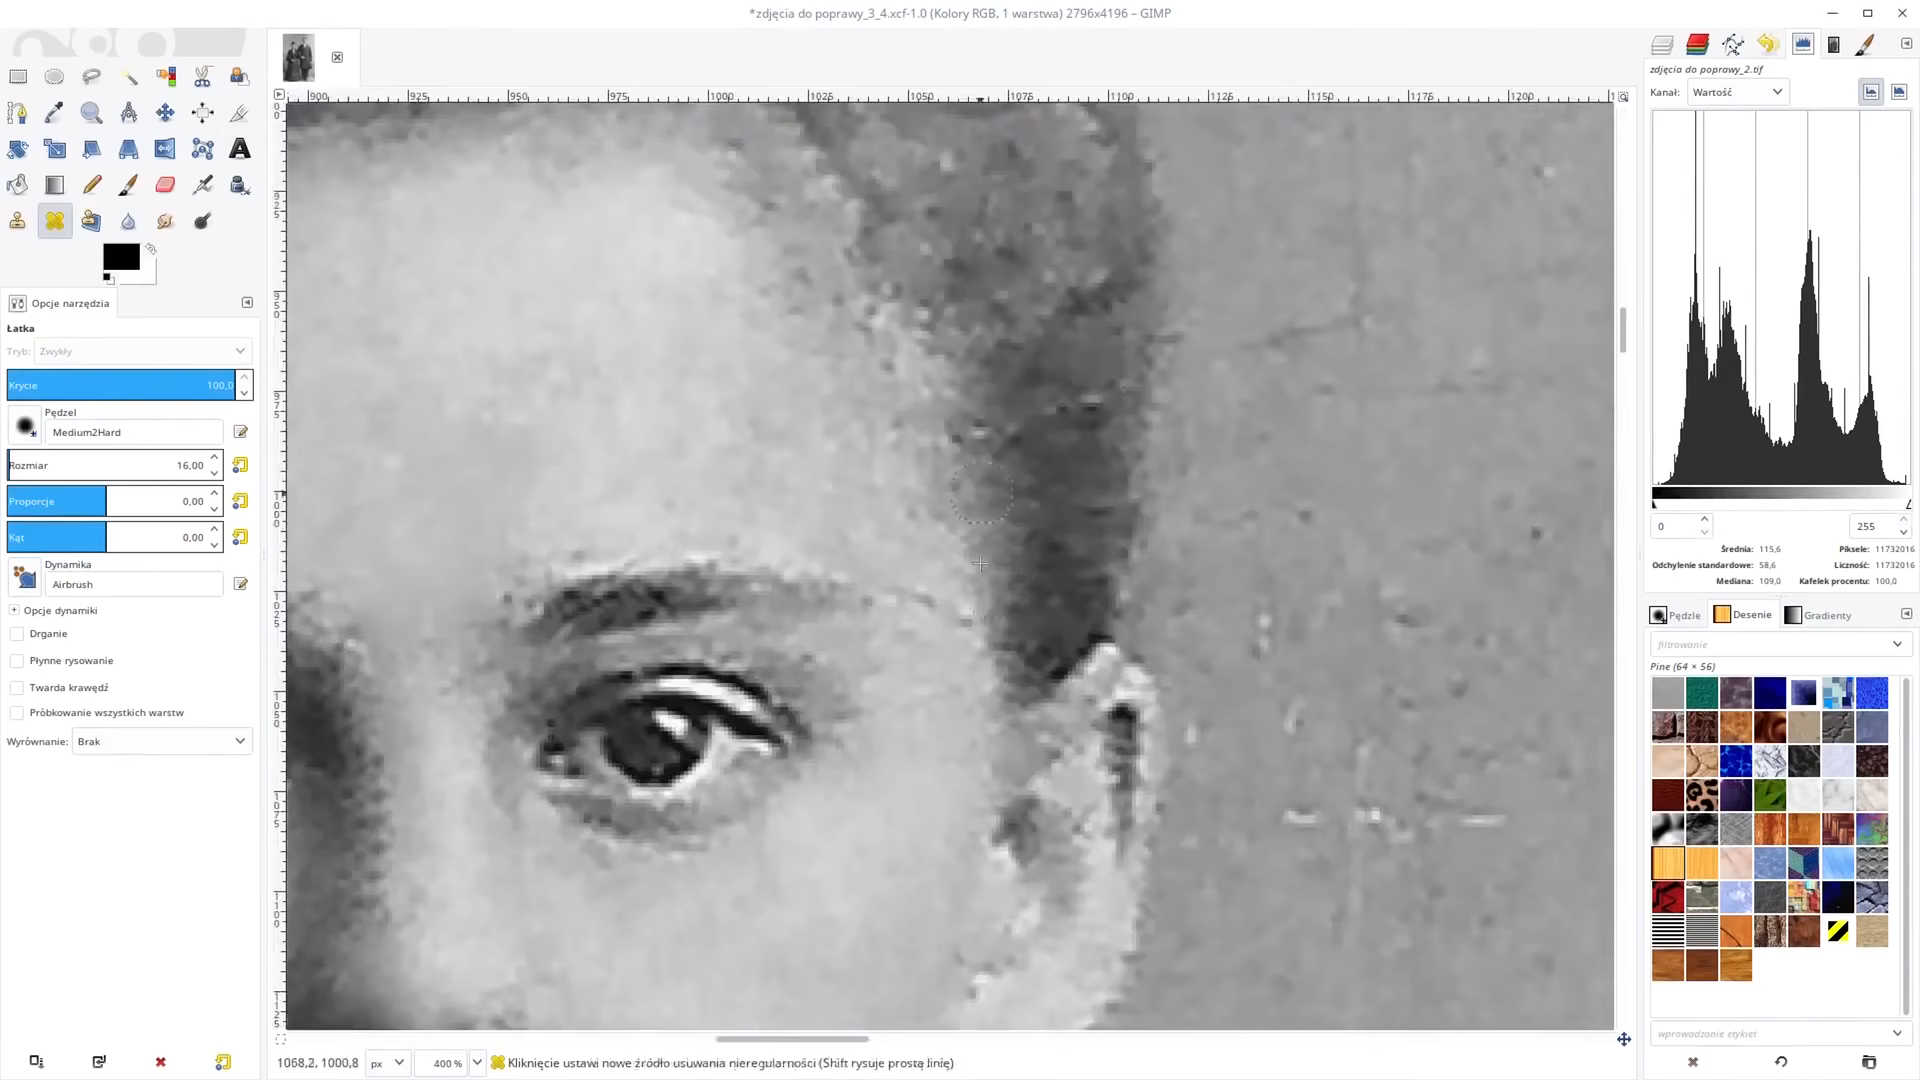 *zdjęcia do poprawy_3_4.xcf-1.0 (Kolory RGB, 1 warstwa) 2796x4196 – GIMP
900 925 950 975 1000 1025 1050 1075 1100 1125 1150 1175 1200
Opcje narzędzia
Łatka
Tryb: Zwykły
Krycie 100,0
Pędzel
Medium2Hard
Rozmiar 16,00
Proporcje 0,00
Kąt 0,00
Dynamika
Airbrush
Opcje dynamiki
Drganie
Płynne rysowanie
Twarda krawędź
Próbkowanie wszystkich warstw
Wyrównanie: Brak
1068,2, 1000,8 px 400 % Kliknięcie ustawi nowe źródło usuwania nieregularności (Shift rysuje prostą linię)
zdjęcia do poprawy_2.tif
Kanał: Wartość
0 255
Średnia: 115,6 Piksele: 11732016
Odchylenie standardowe: 58,6 Liczność: 11732016
Mediana: 109,0 Kafelek procentu: 100,0
Pędzle Desenie Gradienty
filtrowanie
Pine (64 × 56)
wprowadzanie etykiet